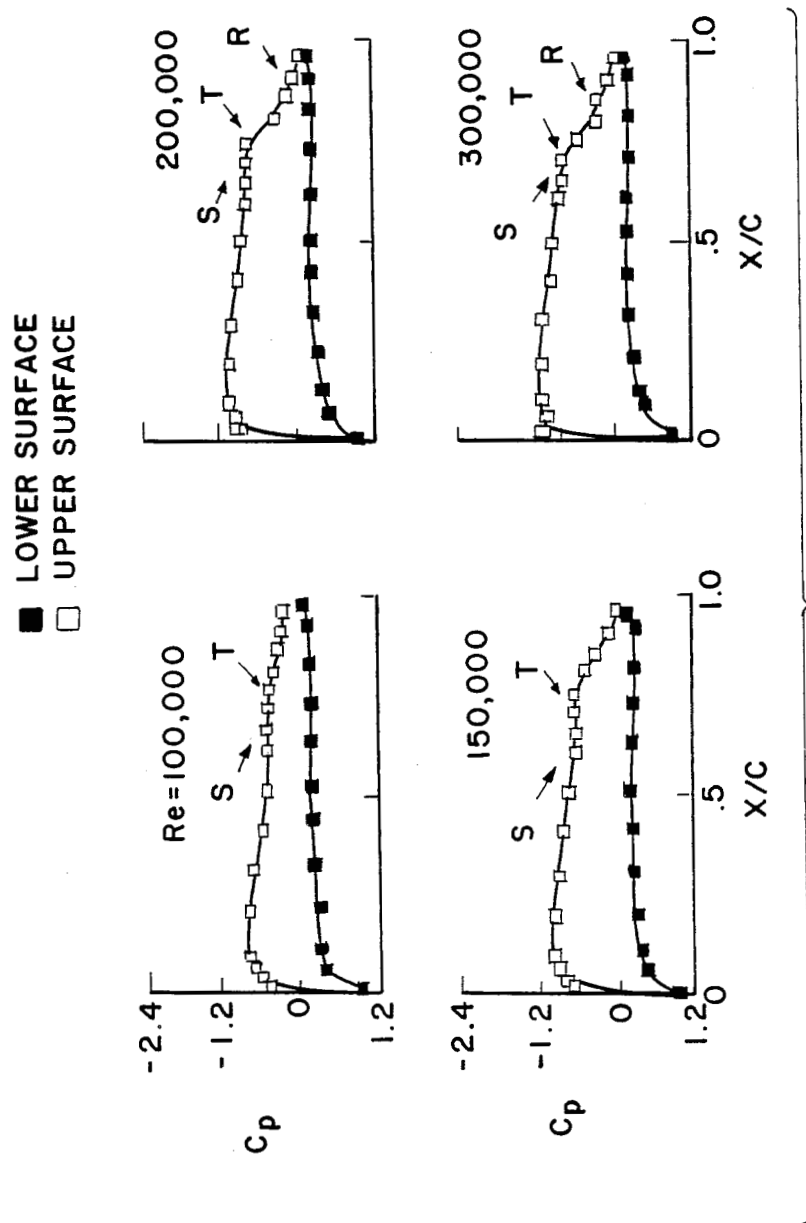 LOWER SURFACE
UPPER SURFACE
Re=100,000
S
T
-2.4
-1.2
0
1.2
Cp
200,000
S
T
R
150,000
S
T
-2.4
-1.2
0
1.2
Cp
0
.5
1.0
X/C
300,000
S
T
R
0
.5
1.0
X/C